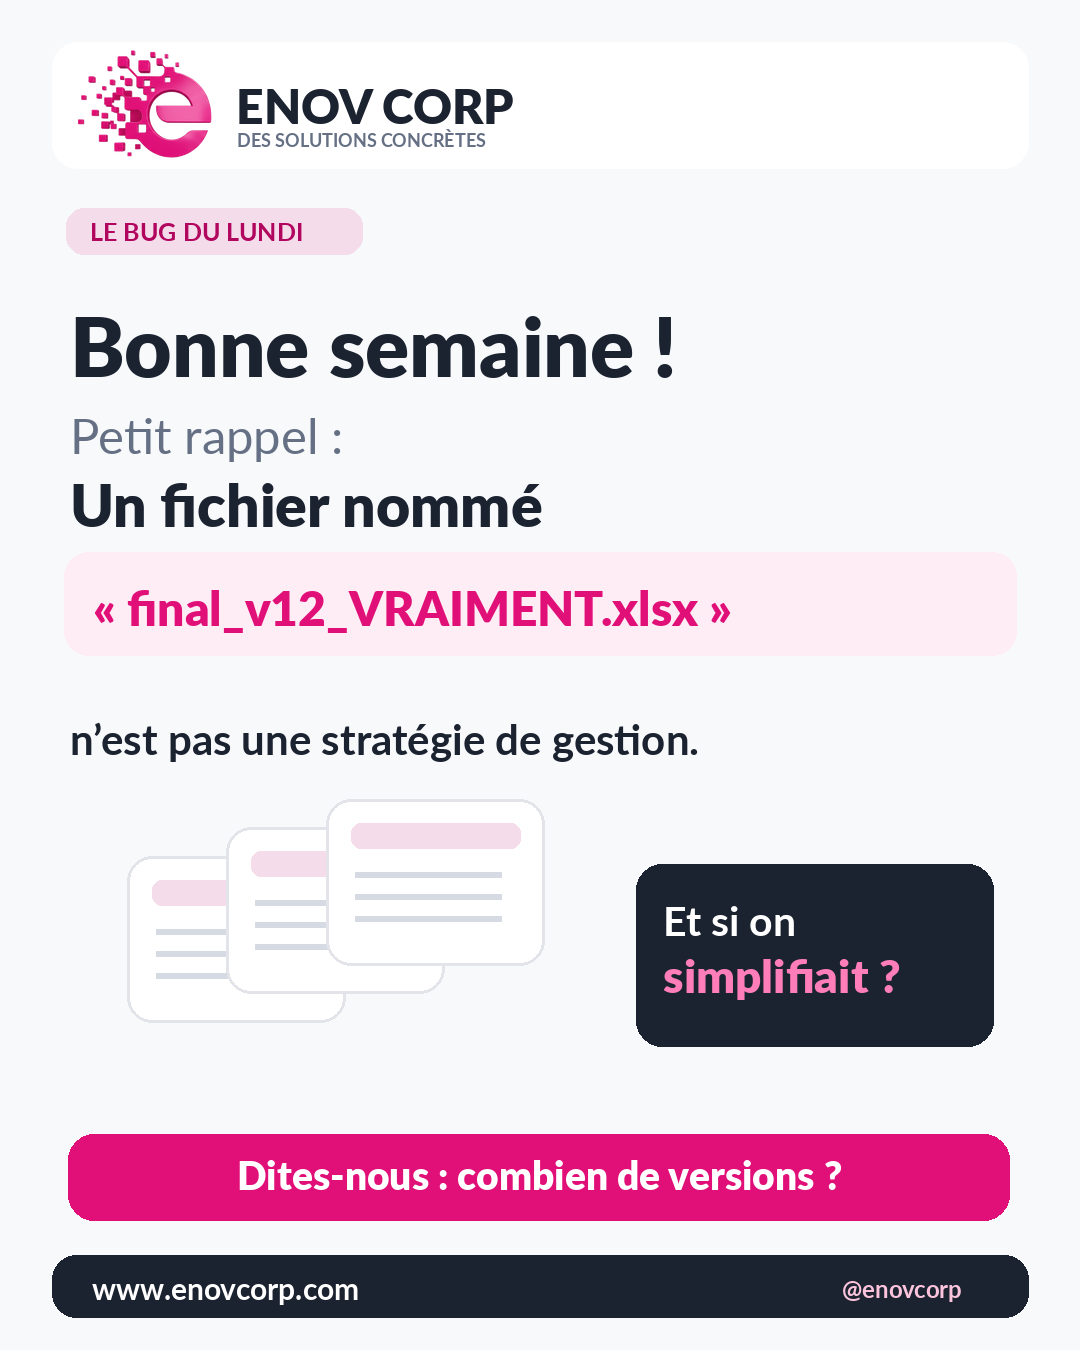 ENOV CORP
DES SOLUTIONS CONCRÈTES
LE BUG DU LUNDI
Bonne semaine !
Petit rappel :
Un fichier nommé
« final_v12_VRAIMENT.xlsx »
n’est pas une stratégie de gestion.
Et si on
simplifiait ?
Dites-nous : combien de versions ?
www.enovcorp.com
@enovcorp